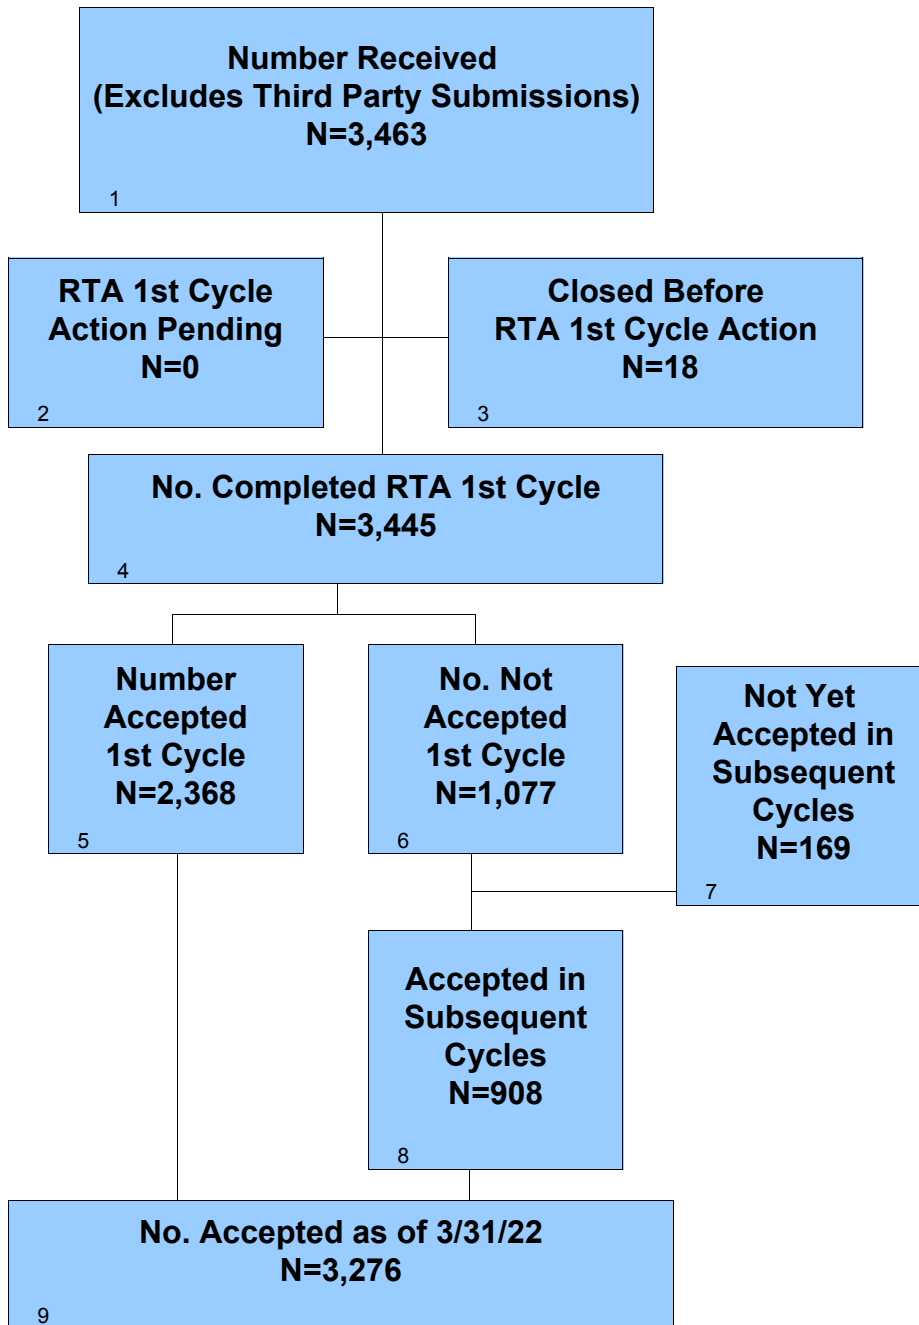 Number Received
(Excludes Third Party Submissions)
N=3,463
1
RTA 1st Cycle
Action Pending
N=0
2
Closed Before
RTA 1st Cycle Action
N=18
3
No. Completed RTA 1st Cycle
N=3,445
4
Number
Accepted
1st Cycle
N=2,368
5
No. Not
Accepted
1st Cycle
N=1,077
6
Not Yet
Accepted in
Subsequent
Cycles
N=169
7
Accepted in
Subsequent
Cycles
N=908
8
No. Accepted as of 3/31/22
N=3,276
9